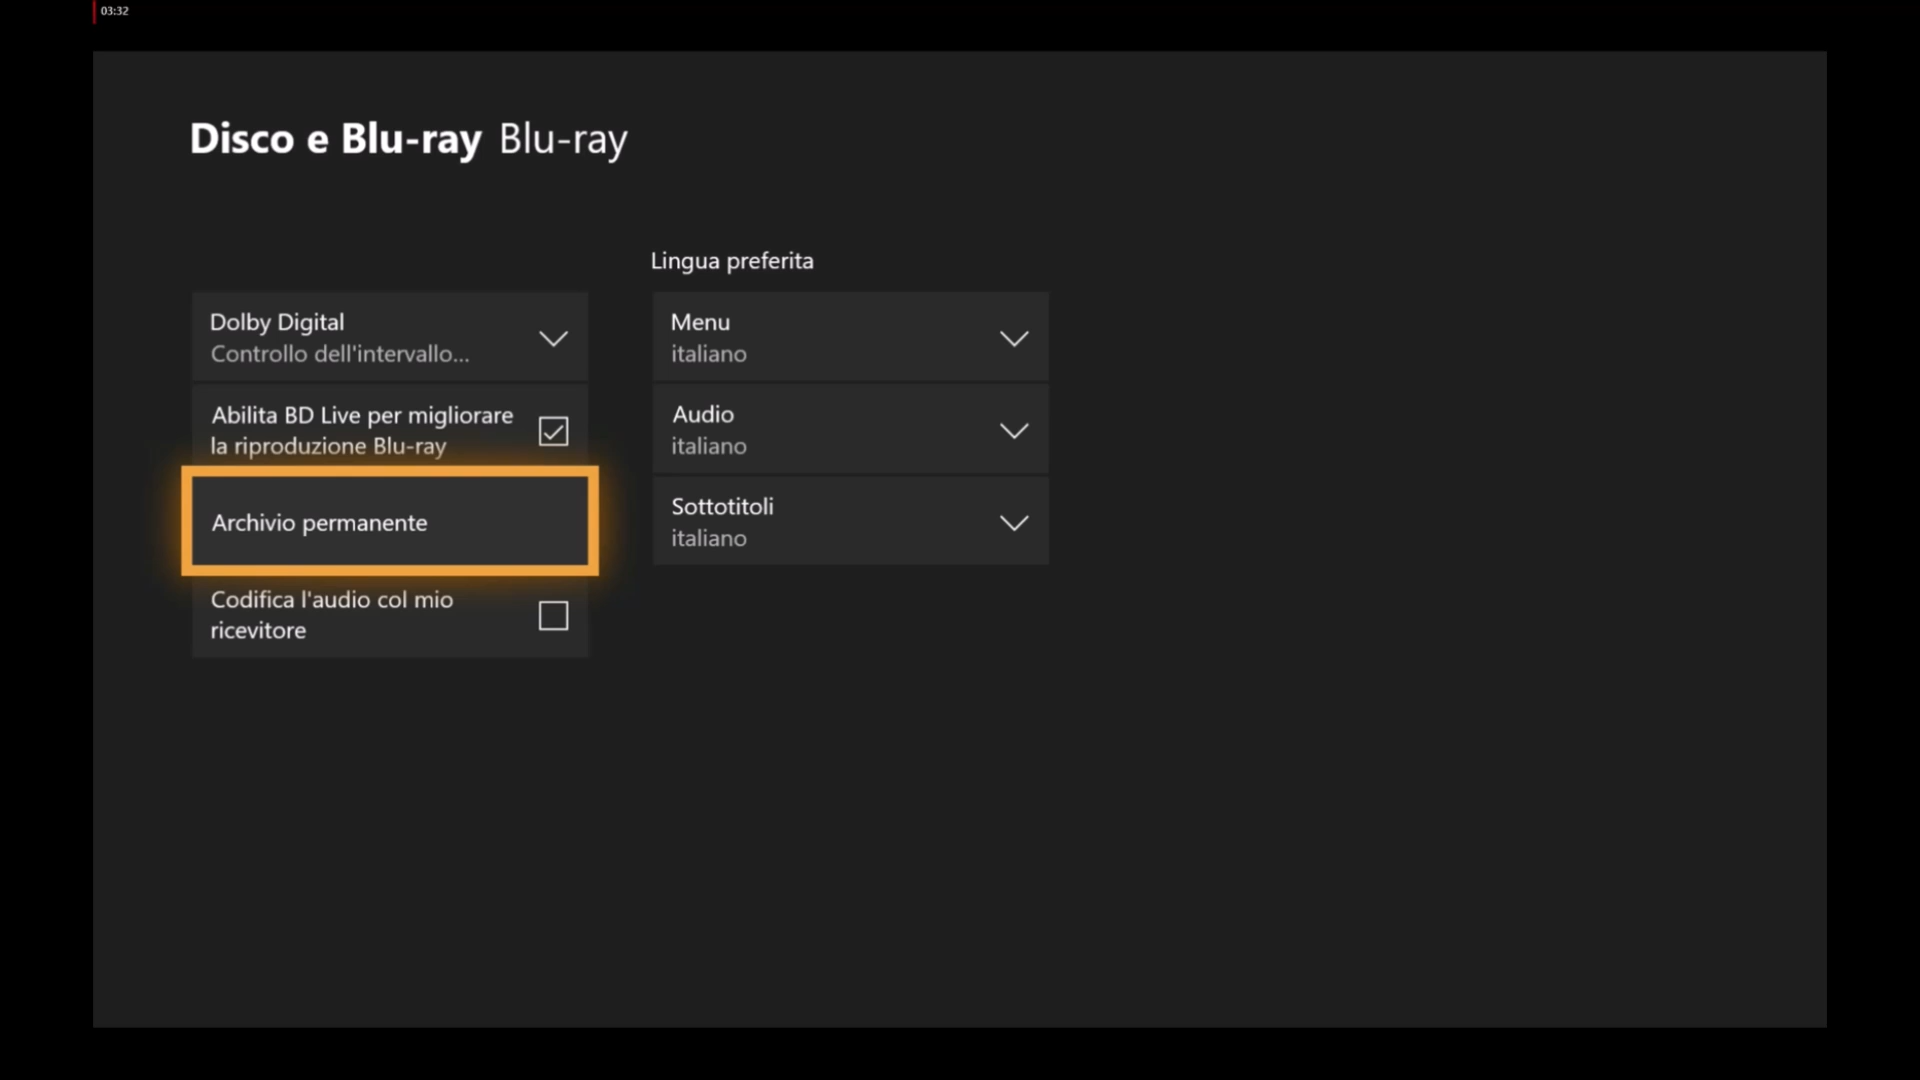 03:32
Disco e Blu-ray Blu-ray
Lingua preferita
Dolby Digital
Controllo dell'intervallo...
Abilita BD Live per migliorare
la riproduzione Blu-ray
Archivio permanente
Codifica l'audio col mio
ricevitore
Menu
italiano
Audio
italiano
Sottotitoli
italiano